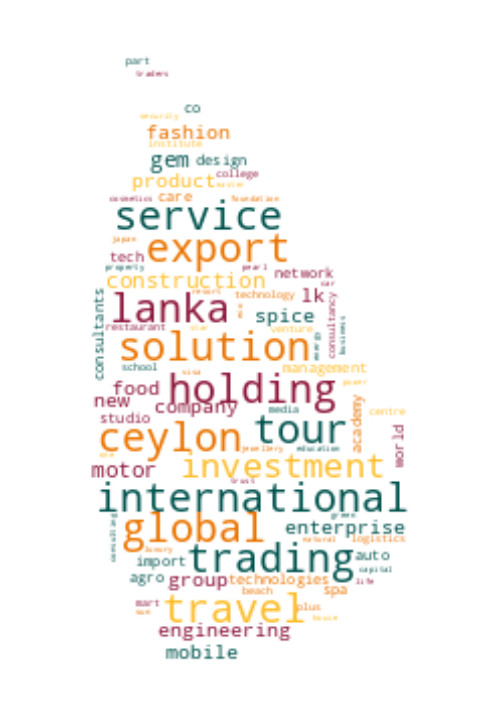 part
traders
co
security
fashion
institute
gem design
college
product
master
cosmetics care foundation
service
japan
export
tech
property pearl
network
construction
car
resort
technology lk
lanka
spice
consultants
consultancy
business
restaurant
star
venture
energy
solution
school
visa
management
power
food holding
new
company
media
centre
studio
academy
ceylon tour
jewellery education
world
motor investment
trust
international
consulting
green
global enterprise
natural logistics
luxury
trading
import auto
capital
agro group technologies
life
beach spa
mart
travel plus
house
engineering
mobile